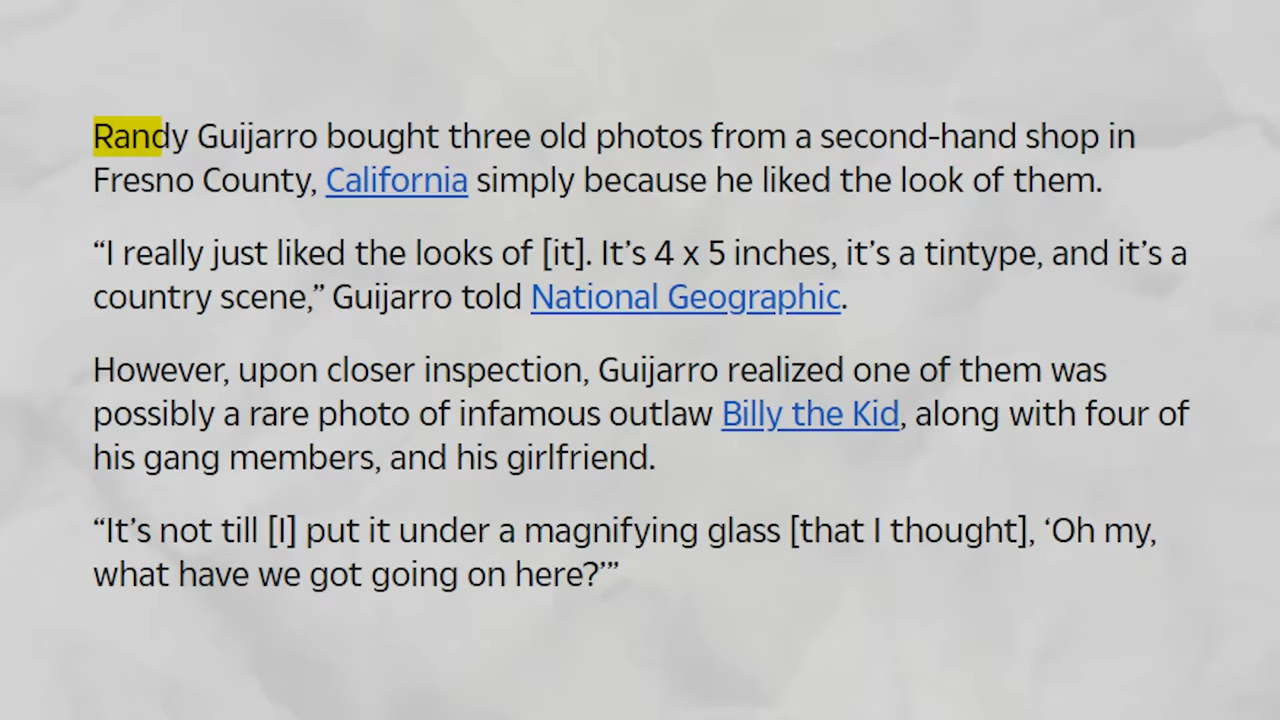 Randy Guijarro bought three old photos from a second-hand shop in
Fresno County, California simply because he liked the look of them.
“I really just liked the looks of [it]. It’s 4 x 5 inches, it’s a tintype, and it’s a
country scene,” Guijarro told National Geographic.
However, upon closer inspection, Guijarro realized one of them was
possibly a rare photo of infamous outlaw Billy the Kid, along with four of
his gang members, and his girlfriend.
“It’s not till [I] put it under a magnifying glass [that I thought], ‘Oh my,
what have we got going on here?’”